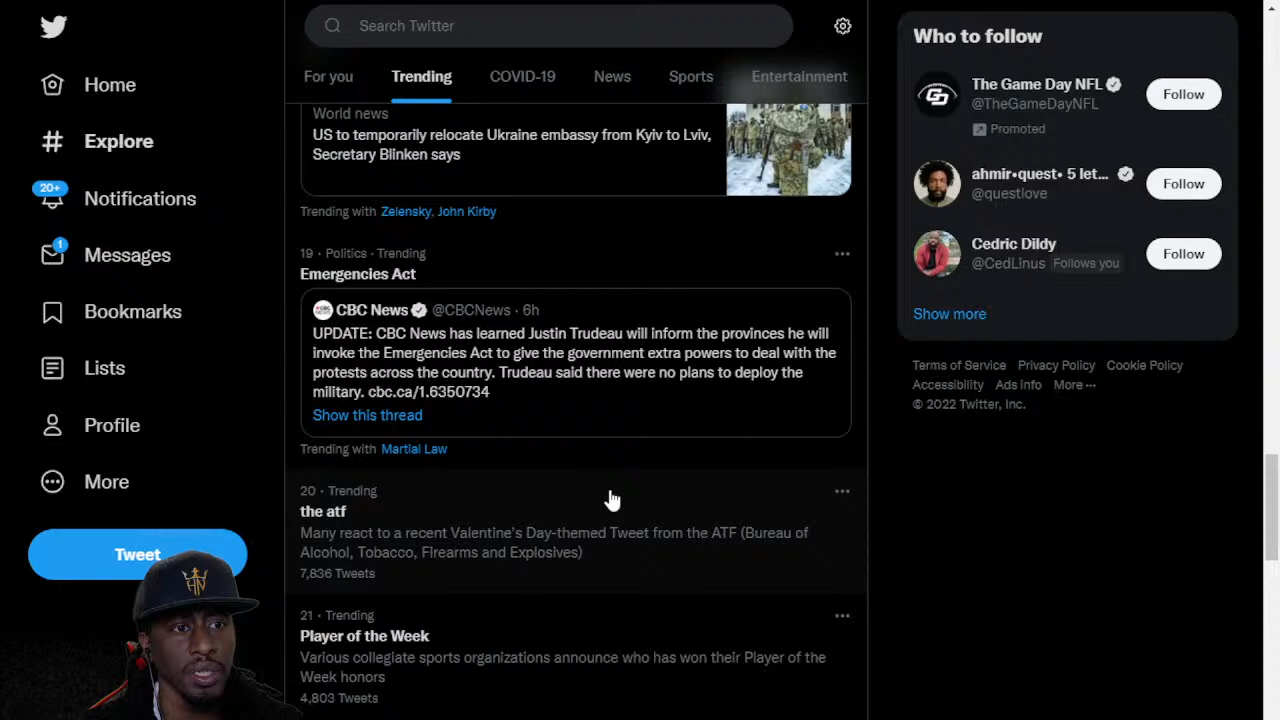 Search Twitter
Home
Explore
20+
Notifications
1
Messages
Bookmarks
Lists
Profile
More
Tweet
For you
Trending
COVID-19
News
Sports
Entertainment
World news
US to temporarily relocate Ukraine embassy from Kyiv to Lviv,
Secretary Blinken says
Trending with Zelensky, John Kirby
19 · Politics · Trending
Emergencies Act
CBC News @CBCNews · 6h
UPDATE: CBC News has learned Justin Trudeau will inform the provinces he will
invoke the Emergencies Act to give the government extra powers to deal with the
protests across the country. Trudeau said there were no plans to deploy the
military. cbc.ca/1.6350734
Show this thread
Trending with Martial Law
20 · Trending
the atf
Many react to a recent Valentine's Day-themed Tweet from the ATF (Bureau of
Alcohol, Tobacco, Firearms and Explosives)
7,836 Tweets
21 · Trending
Player of the Week
Various collegiate sports organizations announce who has won their Player of the
Week honors
4,803 Tweets
Who to follow
The Game Day NFL
@TheGameDayNFL
Promoted
Follow
ahmir•quest• 5 let...
@questlove
Follow
Cedric Dildy
@CedLinus Follows you
Follow
Show more
Terms of Service Privacy Policy Cookie Policy
Accessibility Ads info More ···
© 2022 Twitter, Inc.